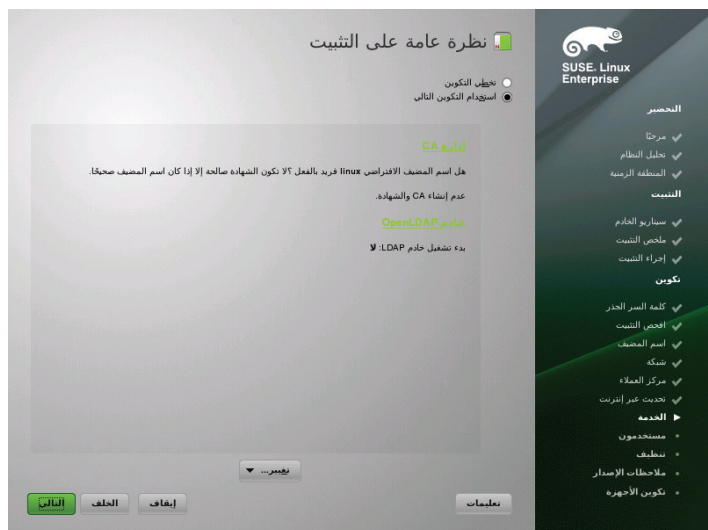 نظرة عامة على التثبيت
تخطي التكوين
استخدام التكوين التالي
إدارة CA
هل اسم المضيف الافتراضي linux فريد بالفعل ؟لا تكون الشهادة صالحة إلا إذا كان اسم المضيف صحيحًا.
عدم إنشاء CA والشهادة.
خادم OpenLDAP
بدء تشغيل خادم LDAP: لا
تغيير...
تعليمات
إيقاف
الخلف
التالي
SUSE. Linux
Enterprise
التحضير
مرحبًا
تحليل النظام
المنطقة الزمنية
التثبيت
سيناريو الخادم
ملخص التثبيت
إجراء التثبيت
تكوين
كلمة السر الجذر
افحص التثبيت
اسم المضيف
شبكة
مركز العملاء
تحديث عبر إنترنت
الخدمة
مستخدمون
تنظيف
ملاحظات الإصدار
تكوين الأجهزة